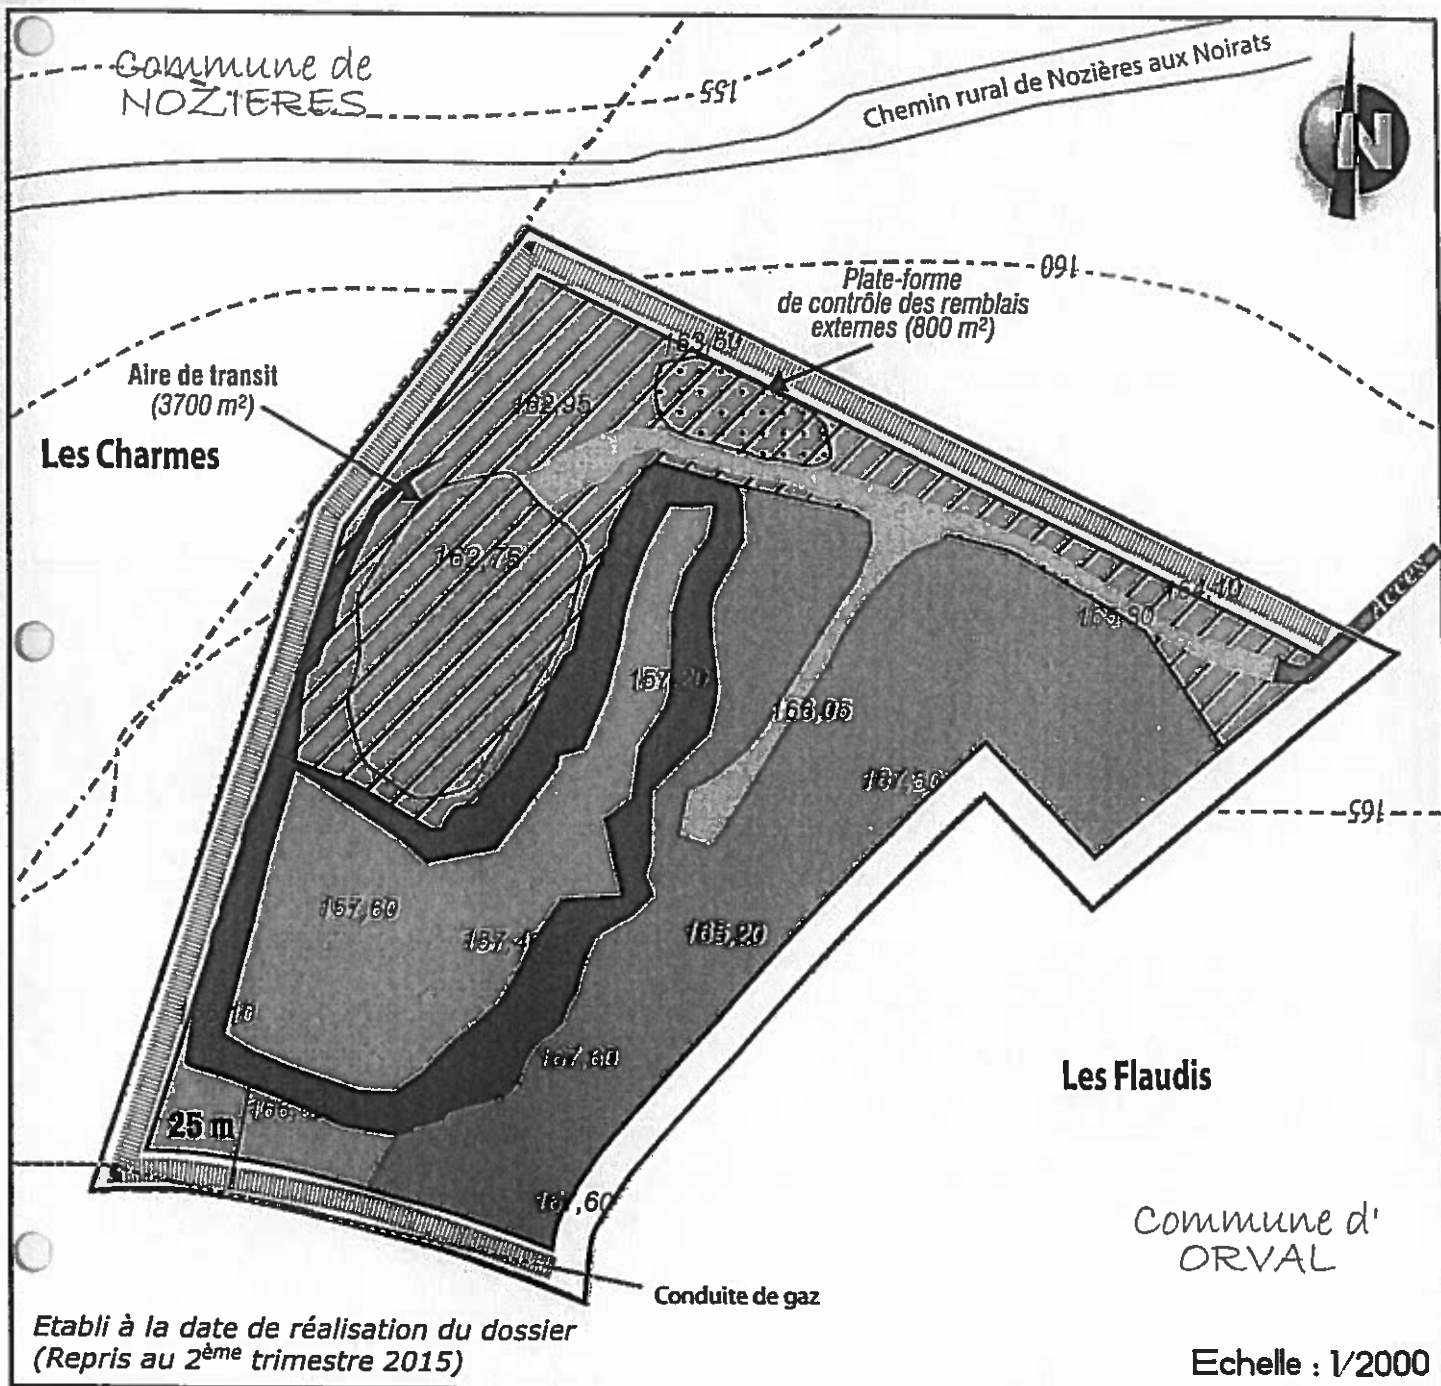 Commune de
NOZIERES
155
Chemin rural de Nozières aux Noirats
N
160
Plate-forme
de contrôle des remblais
externes (800 m²)
163,60
Aire de transit
(3700 m²)
162,95
Les Charmes
162,75
ACCES
157,20
163,05
165
157,60
165,20
167,60
Les Flaudis
25 m
Commune d'
ORVAL
Conduite de gaz
Etabli à la date de réalisation du dossier
(Repris au 2ème trimestre 2015)
Echelle : 1/2000